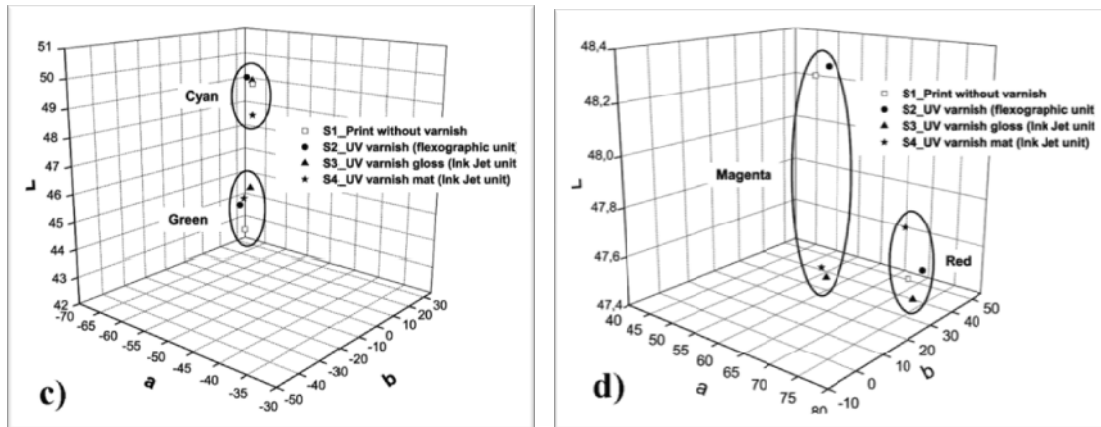 51
50
49
48
47
46
45
44
43
42
L
Cyan
Green
S1_Print without varnish
S2_UV varnish (flexographic unit)
S3_UV varnish gloss (Ink Jet unit
S4_UV varnish mat (Ink Jet unit)
-70
-65
-60
-55
-50
-45
-40
-35
-30
a
-50
-40
-30
-10
0
10
20
30
b
c)
48,4
48,2
48,0
47,8
47,6
47,4
L
Magenta
Red
S1_Print without varnish
S2_UV varnish (flexographic unit
S3_UV varnish gloss (Ink Jet unit
S4_UV varnish mat (Ink Jet unit)
40
45
50
55
60
65
70
75
80
a
-10
0
10
20
30
40
50
b
d)